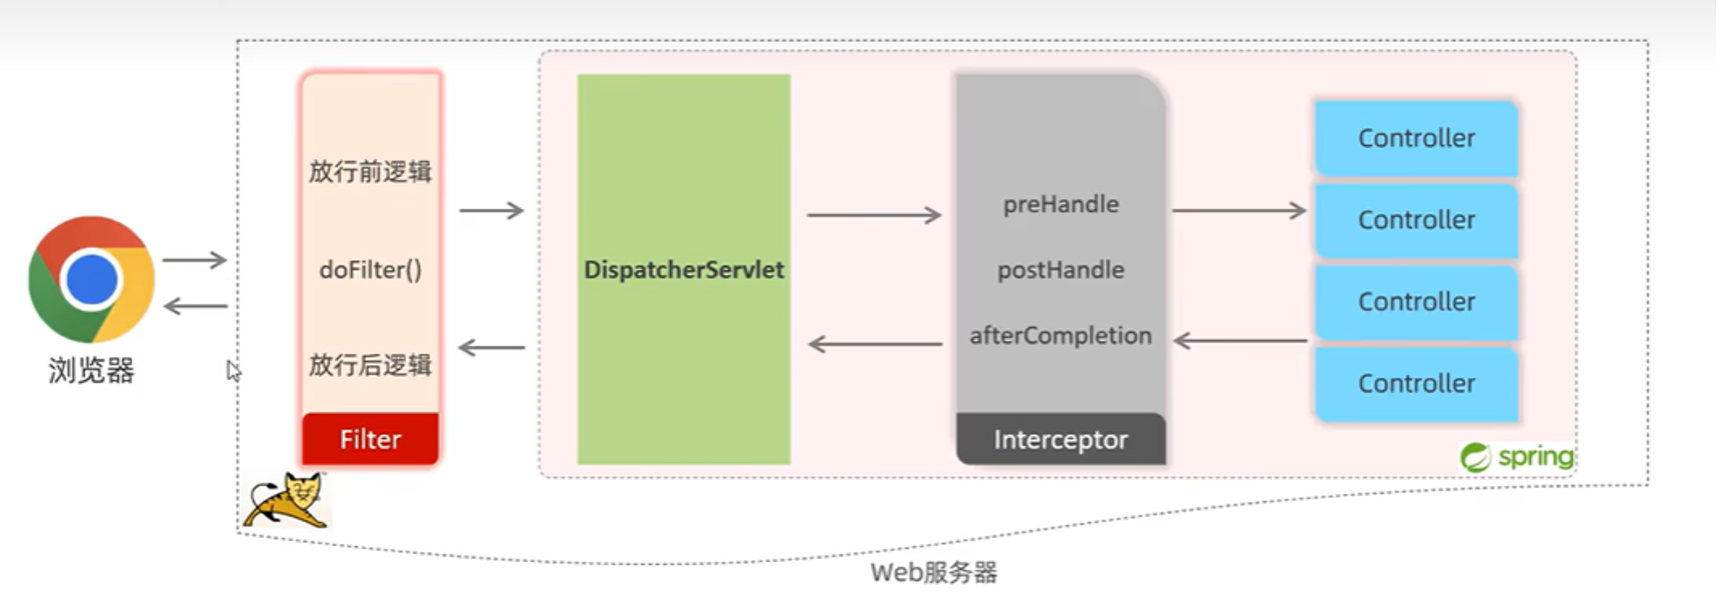 浏览器
放行前逻辑
doFilter()
放行后逻辑
Filter
DispatcherServlet
preHandle
postHandle
afterCompletion
Interceptor
Controller
Controller
Controller
Controller
spring
Web服务器